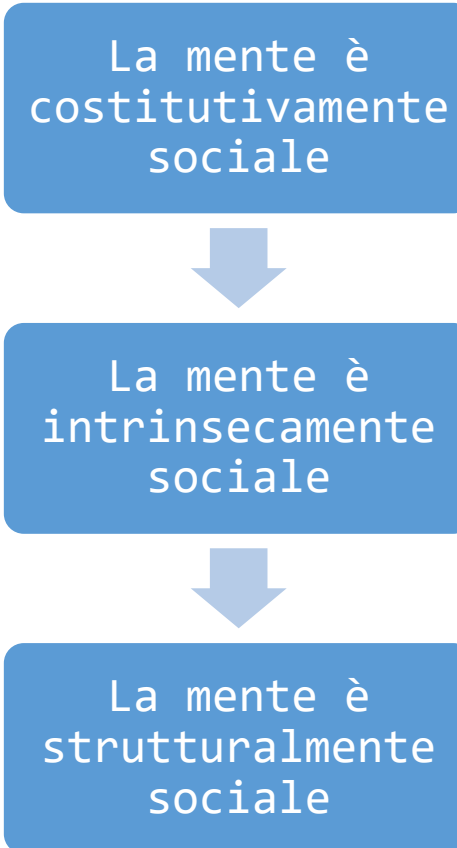 La mente è
costitutivamente
sociale
La mente è
intrinsecamente
sociale
La mente è
strutturalmente
sociale